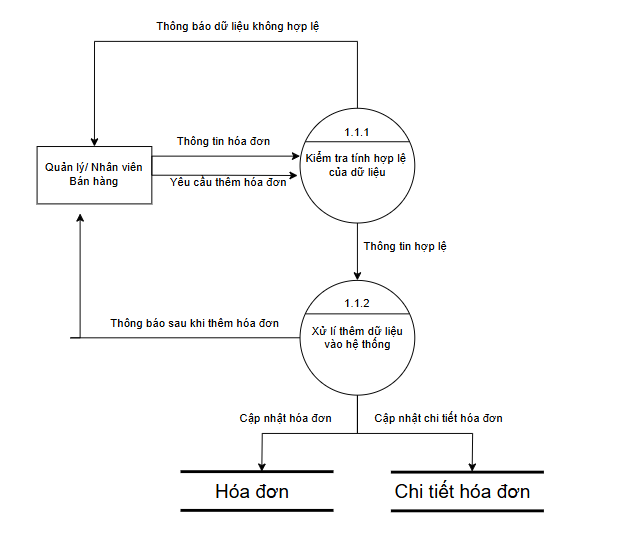 Thông báo dữ liệu không hợp lệ
1.1.1
Thông tin hóa đơn
Kiểm tra tính hợp lệ
của dữ liệu
Quản lý/ Nhân viên
Bán hàng
Yêu cầu thêm hóa đơn
Thông tin hợp lệ
1.1.2
Thông báo sau khi thêm hóa đơn
Xử lí thêm dữ liệu
vào hệ thống
Cập nhật hóa đơn
Cập nhật chi tiết hóa đơn
Hóa đơn
Chi tiết hóa đơn